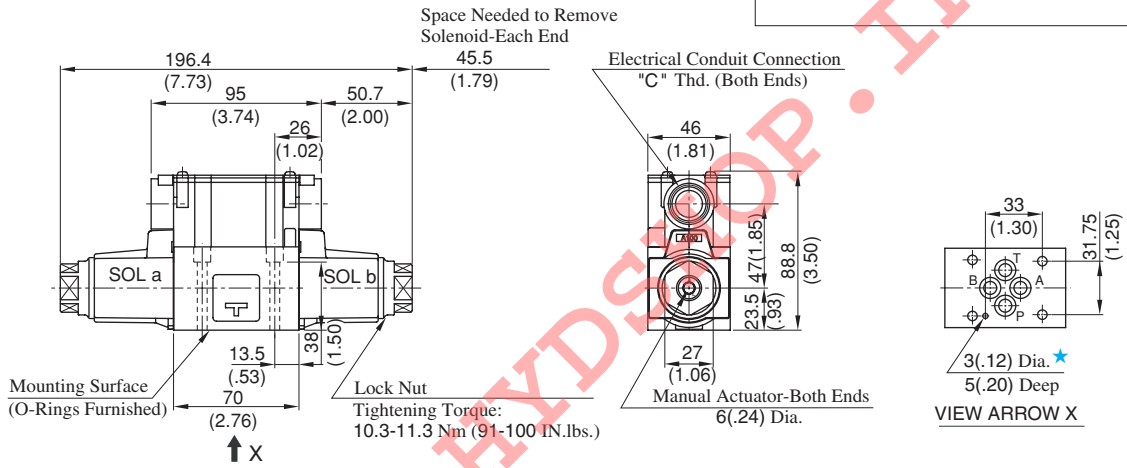 Space Needed to Remove
Solenoid-Each End
196.4
(7.73)
45.5
(1.79)
95
(3.74)
50.7
(2.00)
26
(1.02)
SOL a
SOL b
38
(1.50)
13.5
(.53)
70
(2.76)
X
Mounting Surface
(O-Rings Furnished)
Lock Nut
Tightening Torque:
10.3-11.3 Nm (91-100 IN.lbs.)
Electrical Conduit Connection
"C" Thd. (Both Ends)
46
(1.81)
A100
47(1.85)
88.8
(3.50)
23.5
(.93)
27
(1.06)
Manual Actuator-Both Ends
6(.24) Dia.
33
(1.30)
31.75
(1.25)
T
B
A
P
3(.12) Dia.★
5(.20) Deep
VIEW ARROW X
HYDSHOP.I